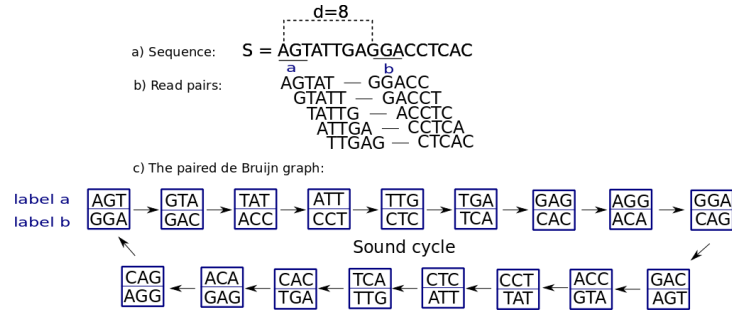 d=8
a) Sequence: S = AGTATTGAGGGACCTCAC
a b
b) Read pairs: AGTAT — GGACC
GTATT — GACCT
TATTG — ACCTC
ATTGA — CCTCA
TTGAG — CTCAC
c) The paired de Bruijn graph:
label a AGT GTA TAT ATT TTG TGA GAG AGG GGA
label b GGA GAC ACC CCT CTC TCA CAC ACA CAG
Sound cycle
CAG ACA CAC TCA CTC CCT ACC GAC
AGG GAG TGA TTG ATT TAT GTA AGT